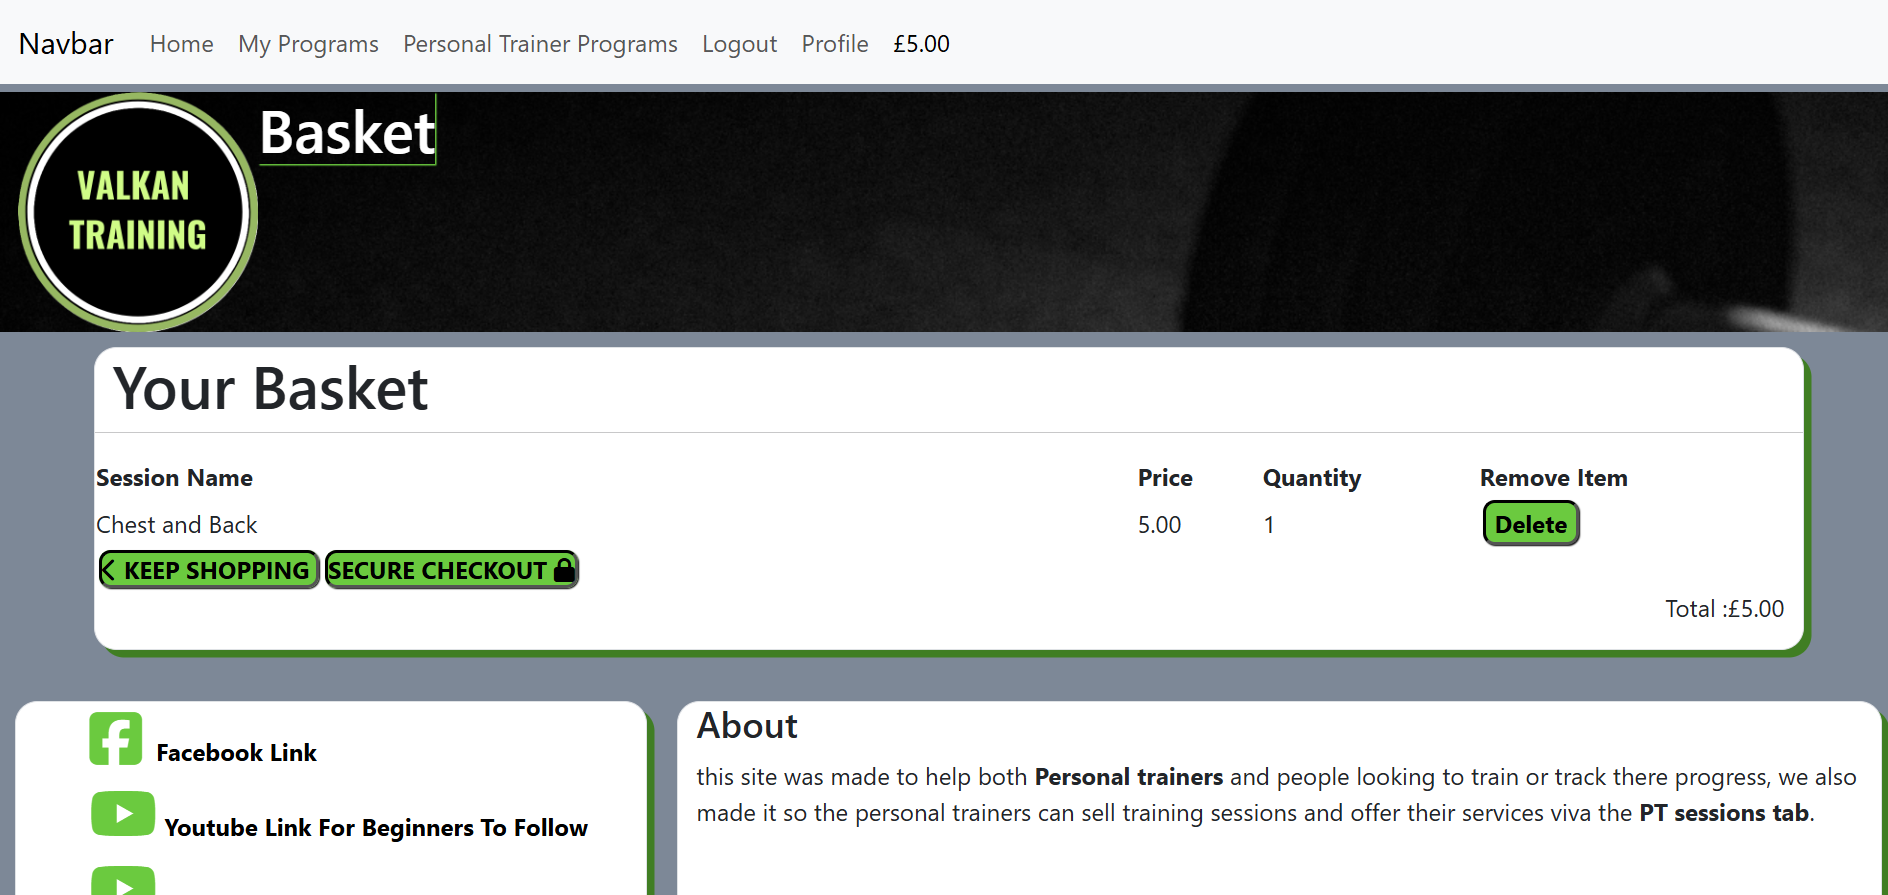 Navbar Home My Programs Personal Trainer Programs Logout Profile £5.00
VALKAN
TRAINING
Basket
Your Basket
Session Name Price Quantity Remove Item
Chest and Back 5.00 1 Delete
KEEP SHOPPING SECURE CHECKOUT
Total :£5.00
Facebook Link
Youtube Link For Beginners To Follow
About
this site was made to help both Personal trainers and people looking to train or track there progress, we also
made it so the personal trainers can sell training sessions and offer their services viva the PT sessions tab.